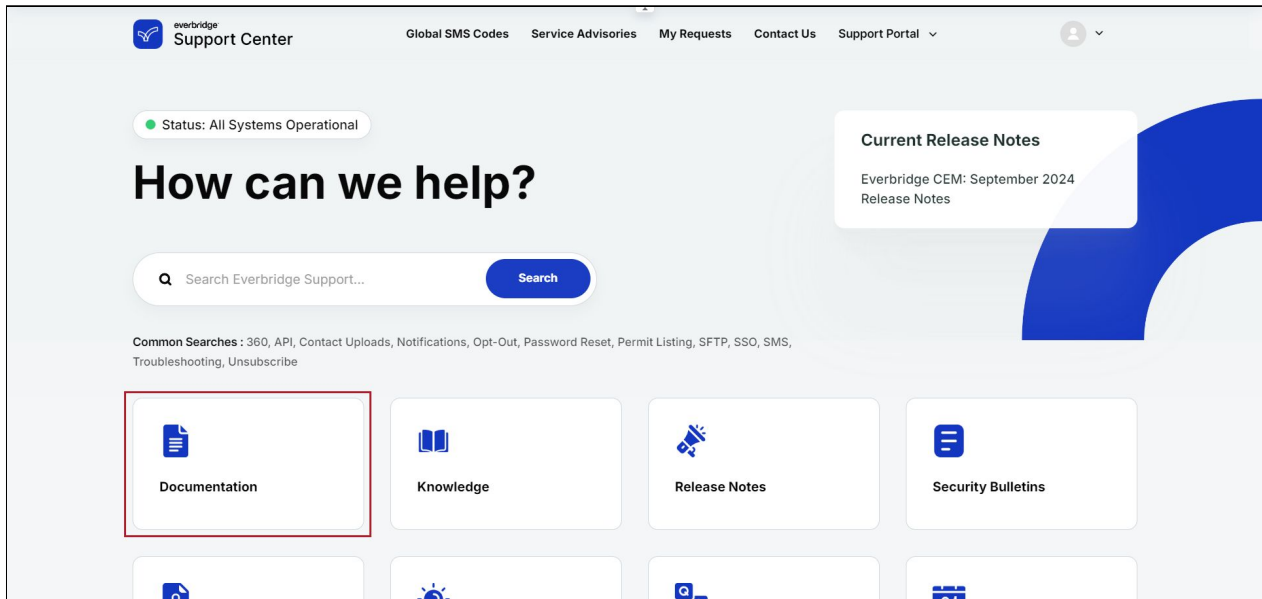 everbridge
Support Center
Global SMS Codes
Service Advisories
My Requests
Contact Us
Support Portal
Status: All Systems Operational
How can we help?
Current Release Notes
Everbridge CEM: September 2024
Release Notes
Search Everbridge Support...
Search
Common Searches : 360, API, Contact Uploads, Notifications, Opt-Out, Password Reset, Permit Listing, SFTP, SSO, SMS,
Troubleshooting, Unsubscribe
Documentation
Knowledge
Release Notes
Security Bulletins
Q